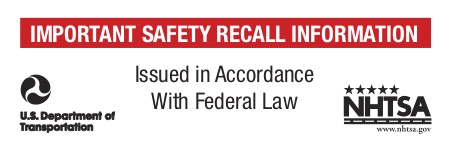 IMPORTANT SAFETY RECALL INFORMATION
Issued in Accordance
With Federal Law
U.S. Department of
Transportation
NHTSA
www.nhtsa.gov